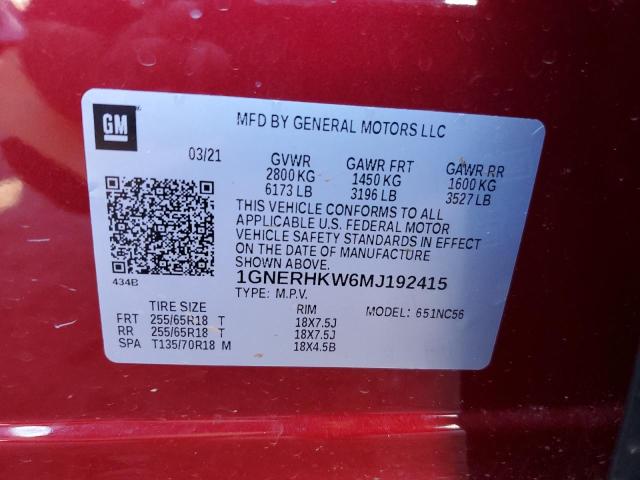 GM
MFD BY GENERAL MOTORS LLC
03/21 GVWR GAWR FRT GAWR RR
2800 KG 1450 KG 1600 KG
6173 LB 3196 LB 3527 LB
THIS VEHICLE CONFORMS TO ALL
APPLICABLE U.S. FEDERAL MOTOR
VEHICLE SAFETY STANDARDS IN EFFECT
ON THE DATE OF MANUFACTURE
434B 1GNERHKW6MJ192415
TYPE: M.P.V. MODEL: 651NC56
TIRE SIZE RIM
FRT 255/65R18 T 18X7.5J
RR 255/65R18 T 18X7.5J
SPA T135/70R18 M 18X4.5B